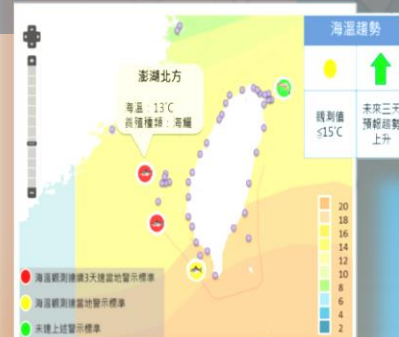 海溫趨勢
觀測值
≦15°C
未來三天
預報趨勢
上升
澎湖北方
海溫：13°C
養殖種類：海鱺
20
18
16
14
12
10
8
6
4
2
海溫觀測連續3天達當地警示標準
海溫觀測達當地警示標準
未達上述警示標準